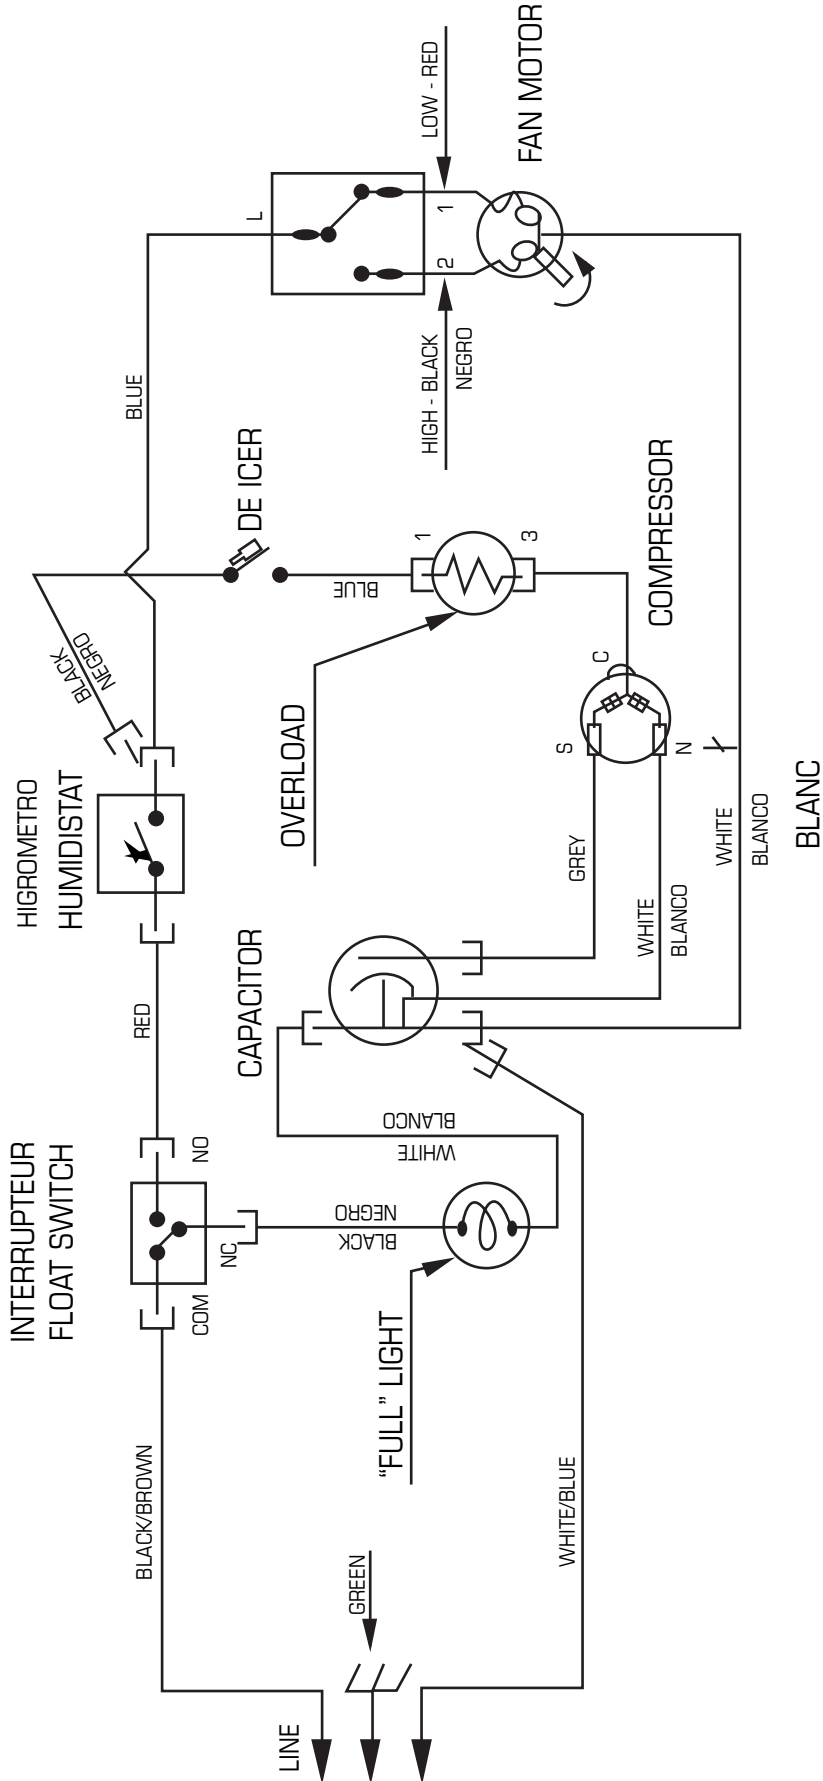 INTERRUPTEUR
FLOAT SWITCH
HIGROMETRO
HUMIDISTAT
BLACK
NEGRO
BLACK/BROWN
COM
NC
NO
RED
BLUE
L
DE ICER
LINE
GREEN
"FULL" LIGHT
BLACK
NEGRO
WHITE
BLANCO
CAPACITOR
OVERLOAD
BLUE
1
3
HIGH - BLACK
NEGRO
2
1
LOW - RED
FAN MOTOR
WHITE/BLUE
GREY
WHITE
BLANCO
S
N
C
COMPRESSOR
WHITE
BLANCO
BLANC